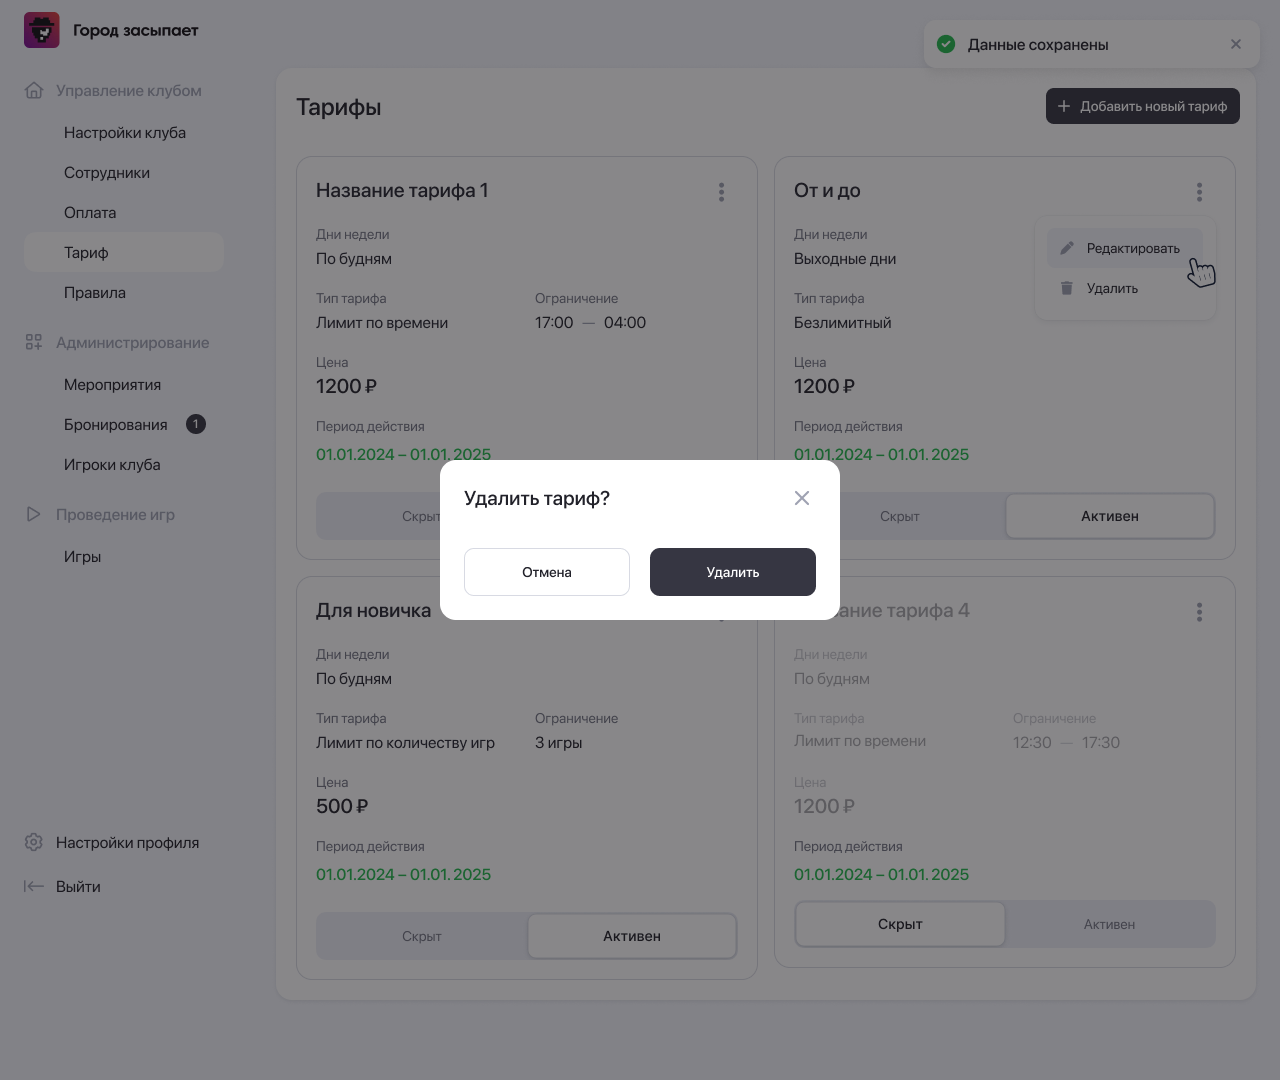 Город засыпает
Данные сохранены
Управление клубом
Настройки клуба
Сотрудники
Оплата
Тариф
Правила
Администрирование
Мероприятия
Бронирования 1
Игроки клуба
Проведение игр
Игры
Настройки профиля
Выйти
Тарифы
Добавить новый тариф
Название тарифа 1
Дни недели
По будням
Тип тарифа Ограничение
Лимит по времени 17:00 — 04:00
Цена
1200 ₽
Период действия
01.01.2024 – 01.01. 2025
От и до
Дни недели
Выходные дни
Тип тарифа
Безлимитный
Цена
1200 ₽
Период действия
01.01.2024 – 01.01. 2025
Скрыт Активен
Редактировать
Удалить
Удалить тариф?
Отмена Удалить
Для новичка
Дни недели
По будням
Тип тарифа Ограничение
Лимит по количеству игр 3 игры
Цена
500 ₽
Период действия
01.01.2024 – 01.01. 2025
Скрыт Активен
тарифа 4
Дни недели
По будням
Тип тарифа Ограничение
Лимит по времени 12:30 — 17:30
Цена
1200 ₽
Период действия
01.01.2024 – 01.01. 2025
Скрыт Активен